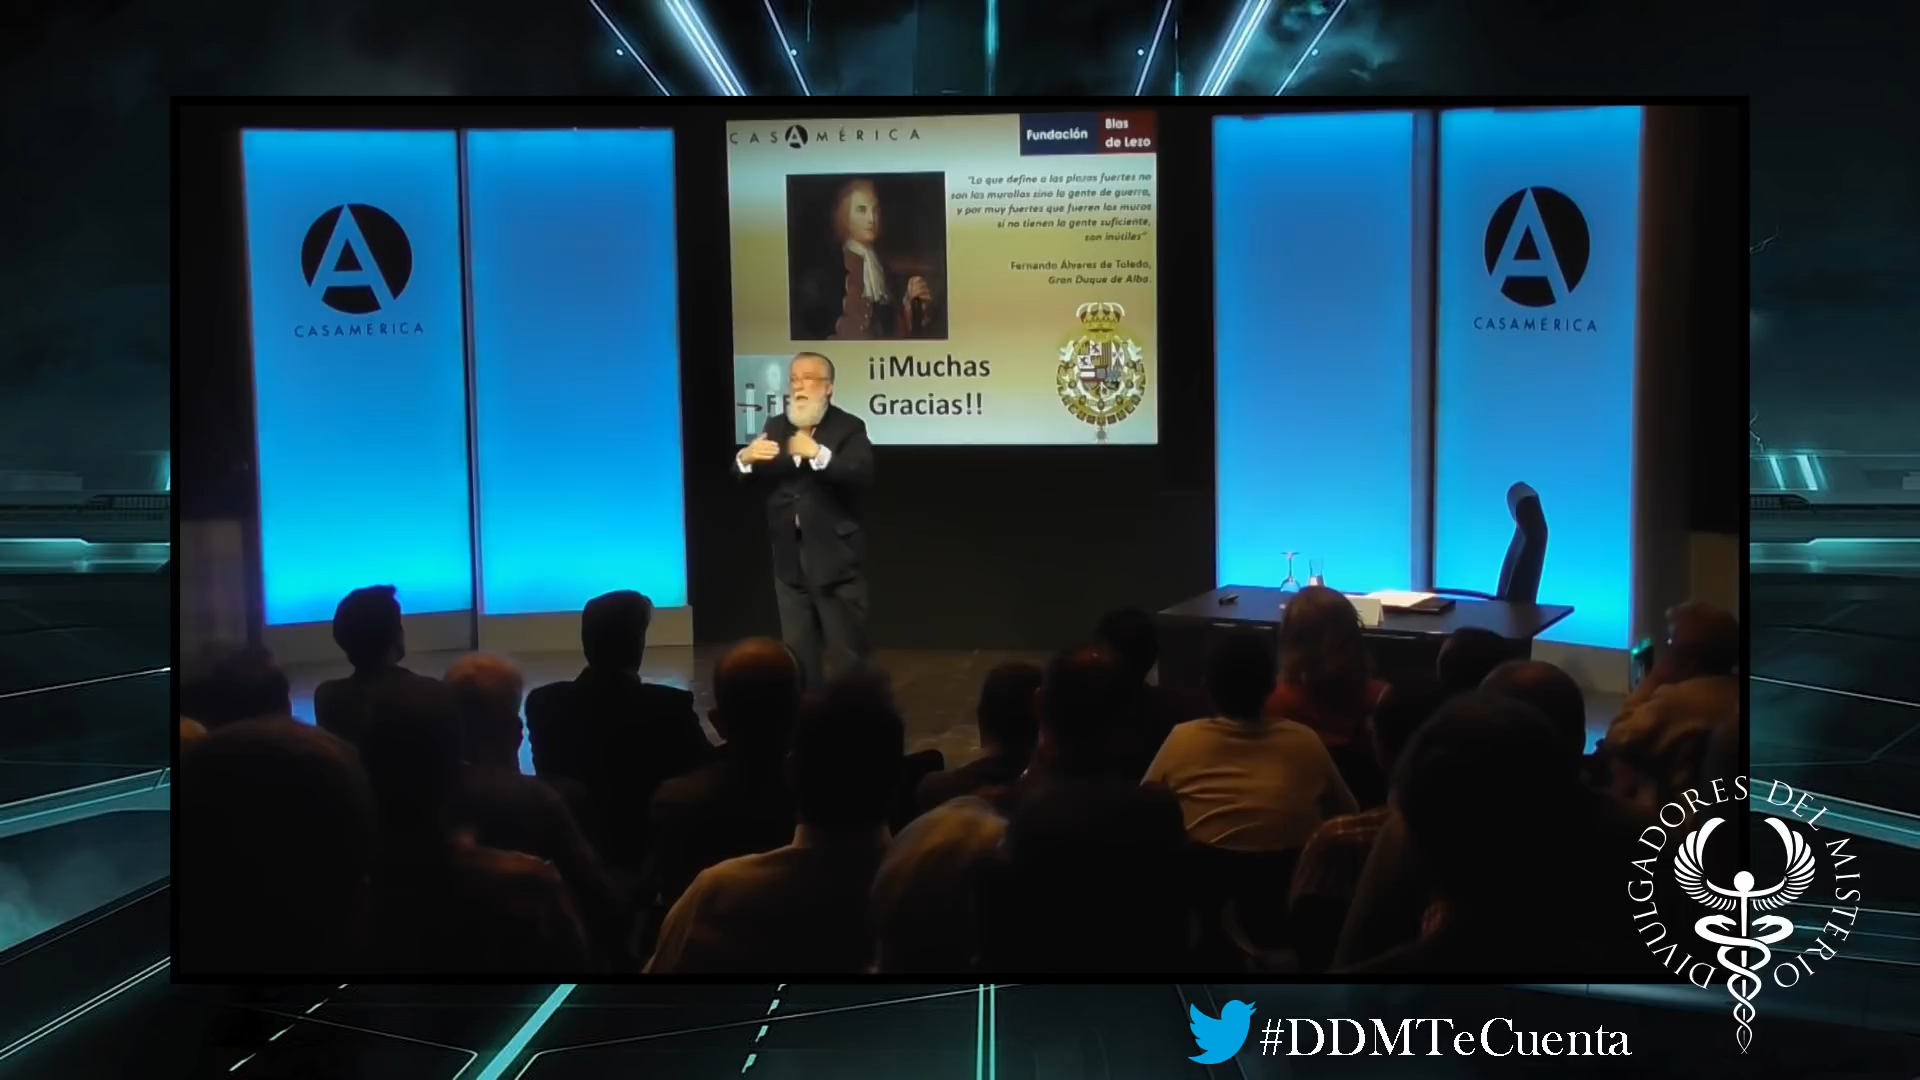 CASAMÉRICA
Fundación
Blas
de Lezo
"Lo que define a las plazas fuertes no
son las murallas sino la gente de guerra,
y por muy fuertes que fueren los muros
si no tienen la gente suficiente,
son inútiles"
Fernando Álvarez de Toledo,
Gran Duque de Alba.
¡¡Muchas
Gracias!!
A
CASAMÉRICA
A
CASAMÉRICA
DIVULGADORES DEL MISTERIO
#DDMTeCuenta